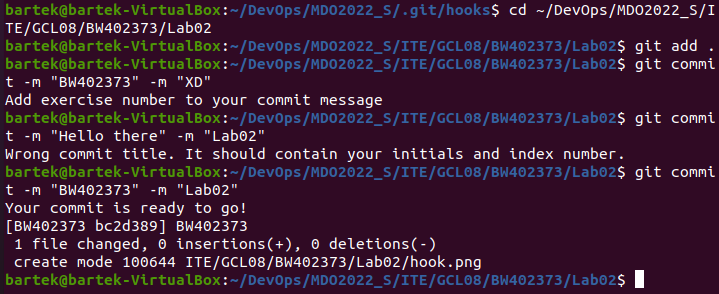 bartek@bartek-VirtualBox:~/DevOps/MDO2022_S/.git/hooks$ cd ~/DevOps/MDO2022_S/I
TE/GCL08/BW402373/Lab02
bartek@bartek-VirtualBox:~/DevOps/MDO2022_S/ITE/GCL08/BW402373/Lab02$ git add .
bartek@bartek-VirtualBox:~/DevOps/MDO2022_S/ITE/GCL08/BW402373/Lab02$ git commi
t -m "BW402373" -m "XD"
Add exercise number to your commit message
bartek@bartek-VirtualBox:~/DevOps/MDO2022_S/ITE/GCL08/BW402373/Lab02$ git commi
t -m "Hello there" -m "Lab02"
Wrong commit title. It should contain your initials and index number.
bartek@bartek-VirtualBox:~/DevOps/MDO2022_S/ITE/GCL08/BW402373/Lab02$ git commi
t -m "BW402373" -m "Lab02"
Your commit is ready to go!
[BW402373 bc2d389] BW402373
 1 file changed, 0 insertions(+), 0 deletions(-)
 create mode 100644 ITE/GCL08/BW402373/Lab02/hook.png
bartek@bartek-VirtualBox:~/DevOps/MDO2022_S/ITE/GCL08/BW402373/Lab02$